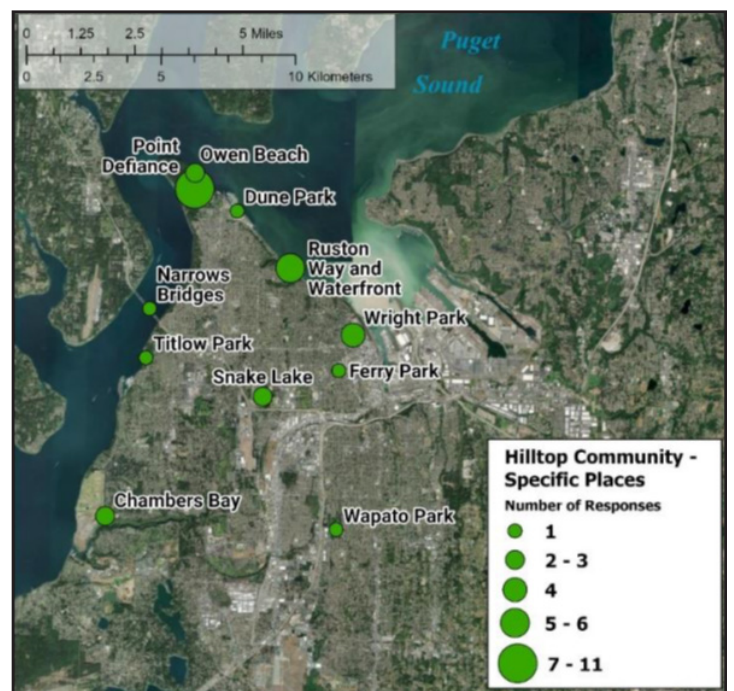 0 1.25 2.5 5 Miles
0 2.5 5 10 Kilometers
Puget
Sound
Point
Defiance
Owen Beach
Dune Park
Ruston
Way and
Waterfront
Narrows
Bridges
Wright Park
Titlow Park
Ferry Park
Snake Lake
Chambers Bay
Wapato Park
Hilltop Community -
Specific Places
Number of Responses
1
2 - 3
4
5 - 6
7 - 11